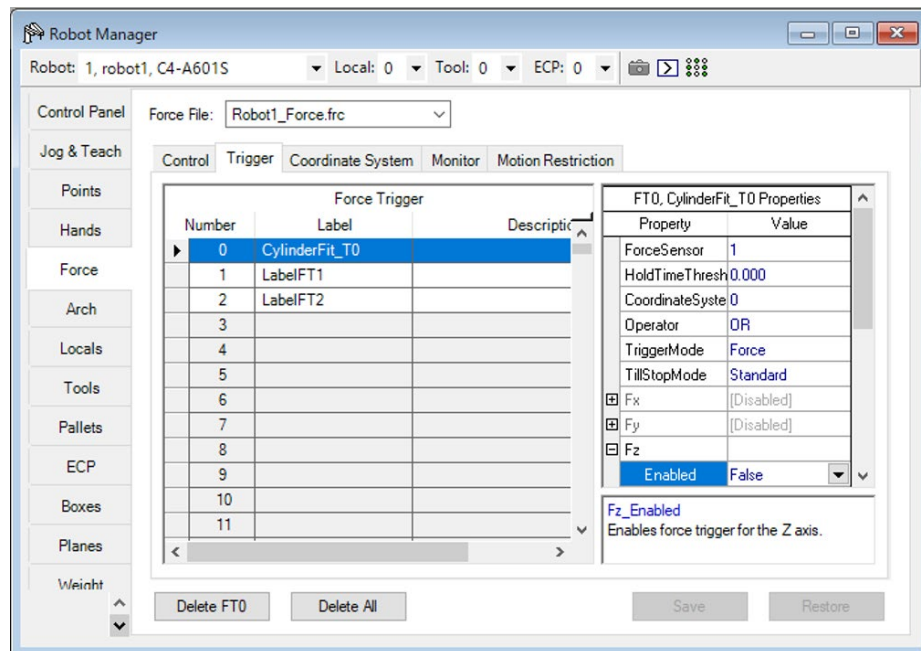 Robot Manager
Robot: 1, robot1, C4-A601S Local: 0 Tool: 0 ECP: 0
Control Panel
Jog & Teach
Points
Hands
Force
Arch
Locals
Tools
Pallets
ECP
Boxes
Planes
Weight
Force File: Robot1_Force.frc
Control Trigger Coordinate System Monitor Motion Restriction
Force Trigger
Number Label Descriptic
0 CylinderFit_T0
1 LabelFT1
2 LabelFT2
3
4
5
6
7
8
9
10
11
FT0, CylinderFit_T0 Properties
Property Value
ForceSensor 1
HoldTimeThresh 0.000
CoordinateSyste 0
Operator OR
TriggerMode Force
TillStopMode Standard
Fx [Disabled]
Fy [Disabled]
Fz
Enabled False
Fz_Enabled
Enables force trigger for the Z axis.
Delete FT0 Delete All Save Restore